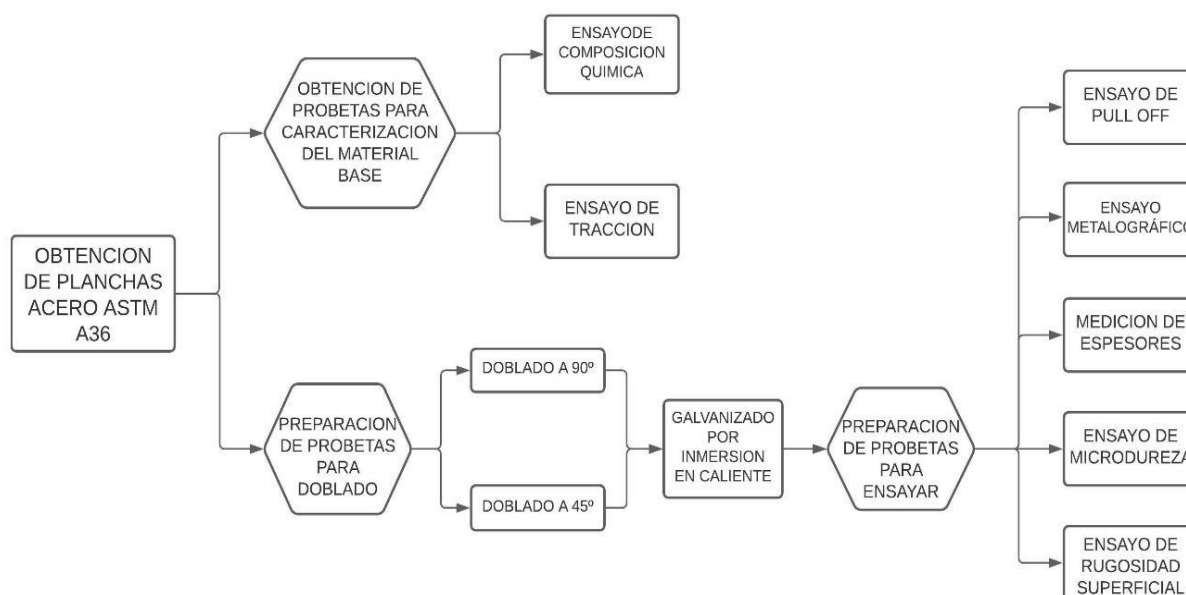 OBTENCION
DE PLANCHAS
ACERO ASTM
A36
OBTENCION DE
PROBETAS PARA
CARACTERIZACION
DEL MATERIAL
BASE
ENSAYODE
COMPOSICION
QUIMICA
ENSAYO DE
TRACCION
PREPARACION
DE PROBETAS
PARA
DOBLADO
DOBLADO A 90º
DOBLADO A 45º
GALVANIZADO
POR
INMERSION
EN CALIENTE
PREPARACION
DE PROBETAS
PARA
ENSAYAR
ENSAYO DE
PULL OFF
ENSAYO
METALOGRÁFICO
MEDICION DE
ESPESORES
ENSAYO DE
MICRODUREZA
ENSAYO DE
RUGOSIDAD
SUPERFICIAL